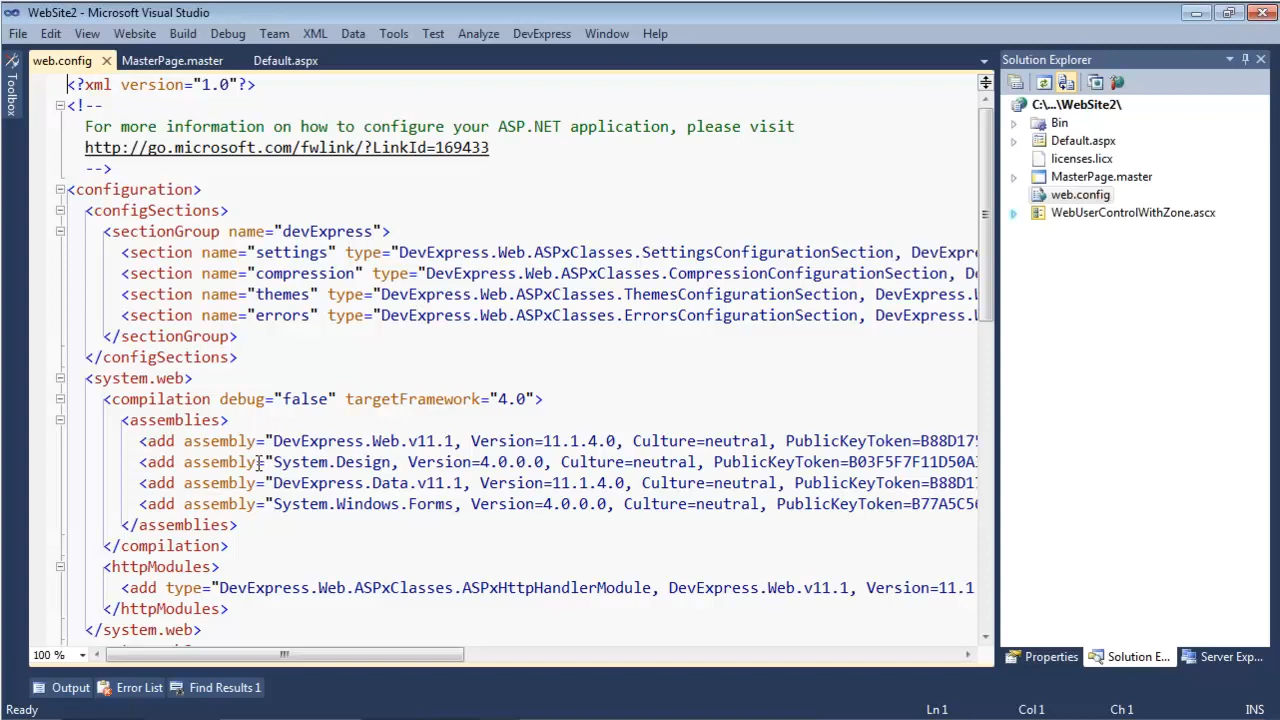 WebSite2 - Microsoft Visual Studio
File Edit View Website Build Debug Team XML Data Tools Test Analyze DevExpress Window Help
web.config MasterPage.master Default.aspx
Toolbox
<?xml version="1.0"?>
<!--
For more information on how to configure your ASP.NET application, please visit
http://go.microsoft.com/fwlink/?LinkId=169433
-->
<configuration>
<configSections>
<sectionGroup name="devExpress">
<section name="settings" type="DevExpress.Web.ASPxClasses.SettingsConfigurationSection, DevExpre
<section name="compression" type="DevExpress.Web.ASPxClasses.CompressionConfigurationSection, De
<section name="themes" type="DevExpress.Web.ASPxClasses.ThemesConfigurationSection, DevExpress.W
<section name="errors" type="DevExpress.Web.ASPxClasses.ErrorsConfigurationSection, DevExpress.W
</sectionGroup>
</configSections>
<system.web>
<compilation debug="false" targetFramework="4.0">
<assemblies>
<add assembly="DevExpress.Web.v11.1, Version=11.1.4.0, Culture=neutral, PublicKeyToken=B88D175
<add assembly="System.Design, Version=4.0.0.0, Culture=neutral, PublicKeyToken=B03F5F7F11D50A3
<add assembly="DevExpress.Data.v11.1, Version=11.1.4.0, Culture=neutral, PublicKeyToken=B88D17
<add assembly="System.Windows.Forms, Version=4.0.0.0, Culture=neutral, PublicKeyToken=B77A5C56
</assemblies>
</compilation>
<httpModules>
<add type="DevExpress.Web.ASPxClasses.ASPxHttpHandlerModule, DevExpress.Web.v11.1, Version=11.1
</httpModules>
</system.web>
100 %
Solution Explorer
C:\...\WebSite2\
Bin
Default.aspx
licenses.licx
MasterPage.master
web.config
WebUserControlWithZone.ascx
Properties Solution E... Server Exp...
Output Error List Find Results 1
Ready Ln 1 Col 1 Ch 1 INS